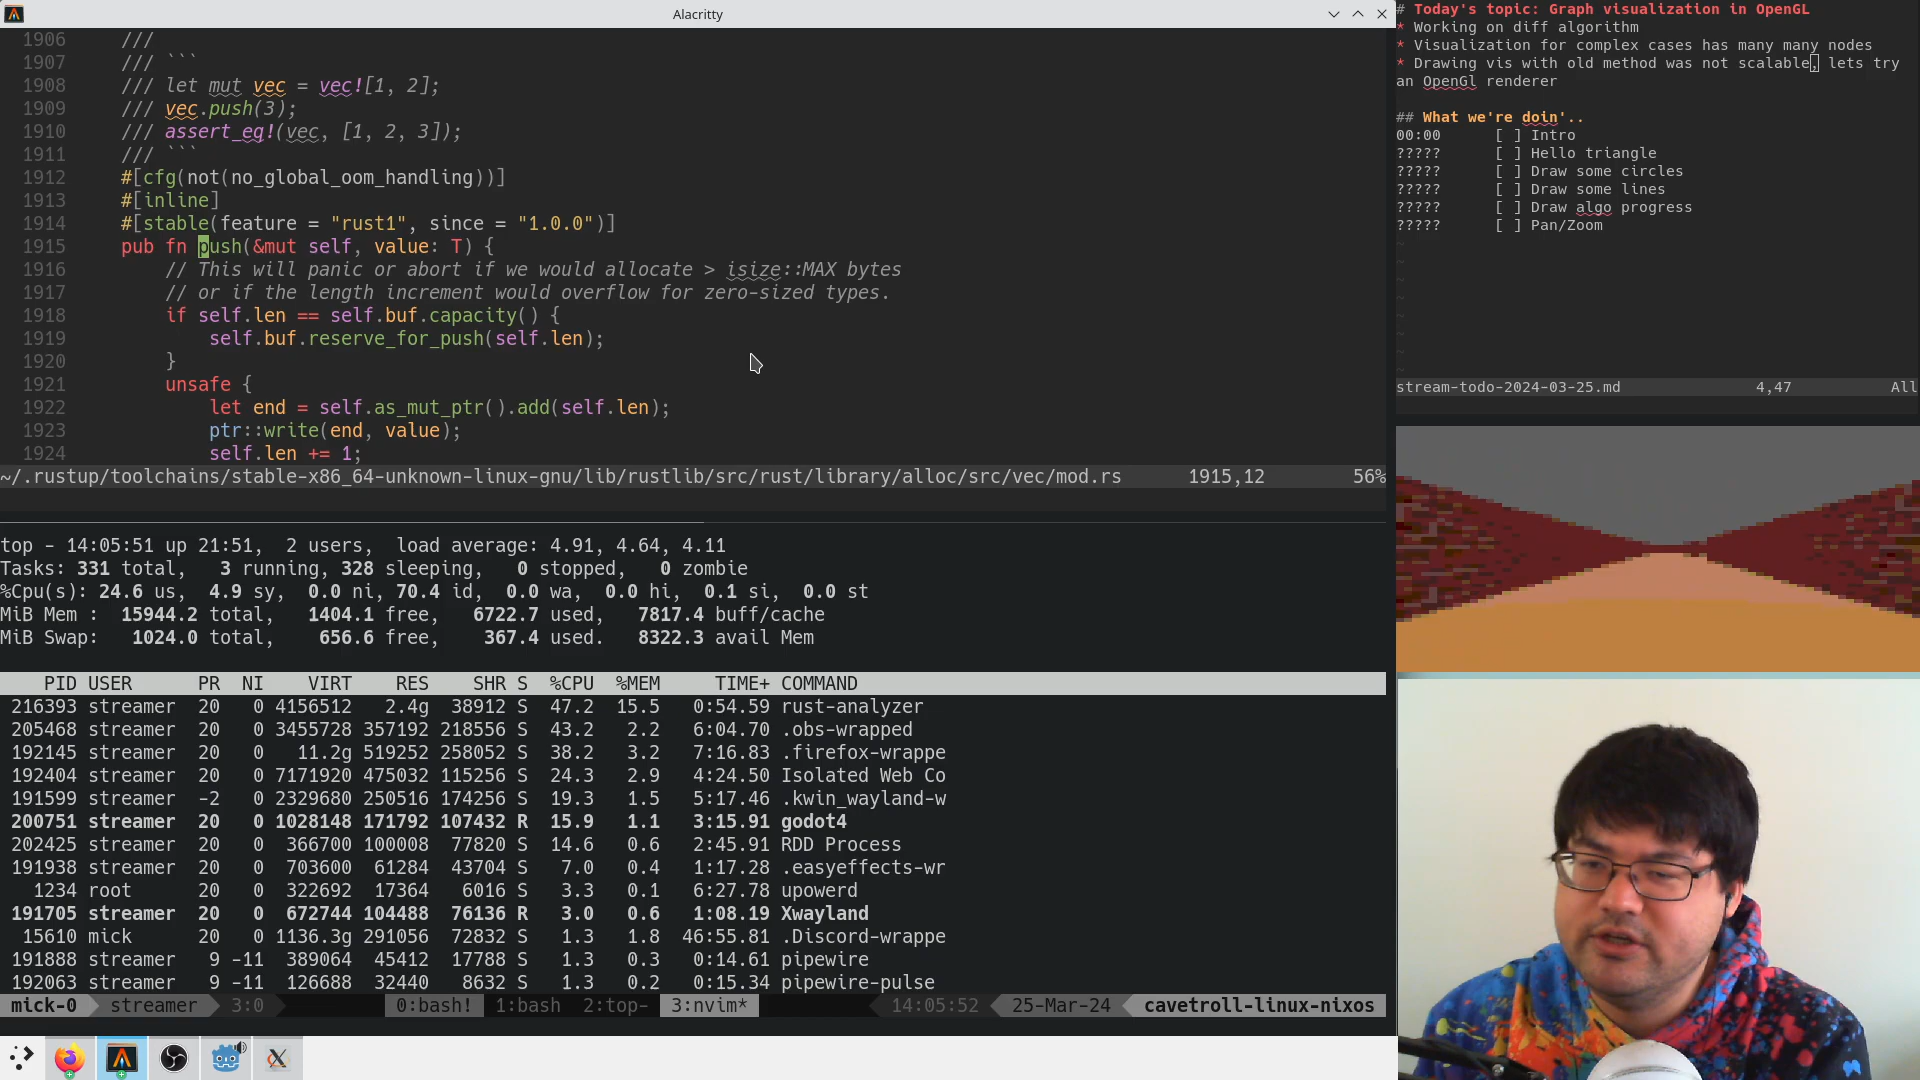 Alacritty
1906 ///
1907 /// ```
1908 /// let mut vec = vec![1, 2];
1909 /// vec.push(3);
1910 /// assert_eq!(vec, [1, 2, 3]);
1911 /// ```
1912 #[cfg(not(no_global_oom_handling))]
1913 #[inline]
1914 #[stable(feature = "rust1", since = "1.0.0")]
1915 pub fn push(&mut self, value: T) {
1916 // This will panic or abort if we would allocate > isize::MAX bytes
1917 // or if the length increment would overflow for zero-sized types.
1918 if self.len == self.buf.capacity() {
1919 self.buf.reserve_for_push(self.len);
1920 }
1921 unsafe {
1922 let end = self.as_mut_ptr().add(self.len);
1923 ptr::write(end, value);
1924 self.len += 1;
~/.rustup/toolchains/stable-x86_64-unknown-linux-gnu/lib/rustlib/src/rust/library/alloc/src/vec/mod.rs 1915,12 56%
top - 14:05:51 up 21:51, 2 users, load average: 4.91, 4.64, 4.11
Tasks: 331 total, 3 running, 328 sleeping, 0 stopped, 0 zombie
%Cpu(s): 24.6 us, 4.9 sy, 0.0 ni, 70.4 id, 0.0 wa, 0.0 hi, 0.1 si, 0.0 st
MiB Mem : 15944.2 total, 1404.1 free, 6722.7 used, 7817.4 buff/cache
MiB Swap: 1024.0 total, 656.6 free, 367.4 used. 8322.3 avail Mem
PID USER PR NI VIRT RES SHR S %CPU %MEM TIME+ COMMAND
216393 streamer 20 0 4156512 2.4g 38912 S 47.2 15.5 0:54.59 rust-analyzer
205468 streamer 20 0 3455728 357192 218556 S 43.2 2.2 6:04.70 .obs-wrapped
192145 streamer 20 0 11.2g 519252 258052 S 38.2 3.2 7:16.83 .firefox-wrappe
192404 streamer 20 0 7171920 475032 115256 S 24.3 2.9 4:24.50 Isolated Web Co
191599 streamer -2 0 2329680 250516 174256 S 19.3 1.5 5:17.46 .kwin_wayland-w
200751 streamer 20 0 1028148 171792 107432 R 15.9 1.1 3:15.91 godot4
202425 streamer 20 0 366700 100008 77820 S 14.6 0.6 2:45.91 RDD Process
191938 streamer 20 0 703600 61284 43704 S 7.0 0.4 1:17.28 .easyeffects-wr
1234 root 20 0 322692 17364 6016 S 3.3 0.1 6:27.78 upowerd
191705 streamer 20 0 672744 104488 76136 R 3.0 0.6 1:08.19 Xwayland
15610 mick 20 0 1136.3g 291056 72832 S 1.3 1.8 46:55.81 .Discord-wrappe
191888 streamer 9 -11 389064 45412 17788 S 1.3 0.3 0:14.61 pipewire
192063 streamer 9 -11 126688 32440 8632 S 1.3 0.2 0:15.34 pipewire-pulse
mick-0 streamer 3:0 0:bash! 1:bash 2:top- 3:nvim* 14:05:52 25-Mar-24 cavetroll-linux-nixos
# Today's topic: Graph visualization in OpenGL
* Working on diff algorithm
* Visualization for complex cases has many many nodes
* Drawing vis with old method was not scalable, lets try
an OpenGl renderer
## What we're doin'..
00:00 [ ] Intro
????? [ ] Hello triangle
????? [ ] Draw some circles
????? [ ] Draw some lines
????? [ ] Draw algo progress
????? [ ] Pan/Zoom
~
~
~
~
~
~
~
~
stream-todo-2024-03-25.md 4,47 All